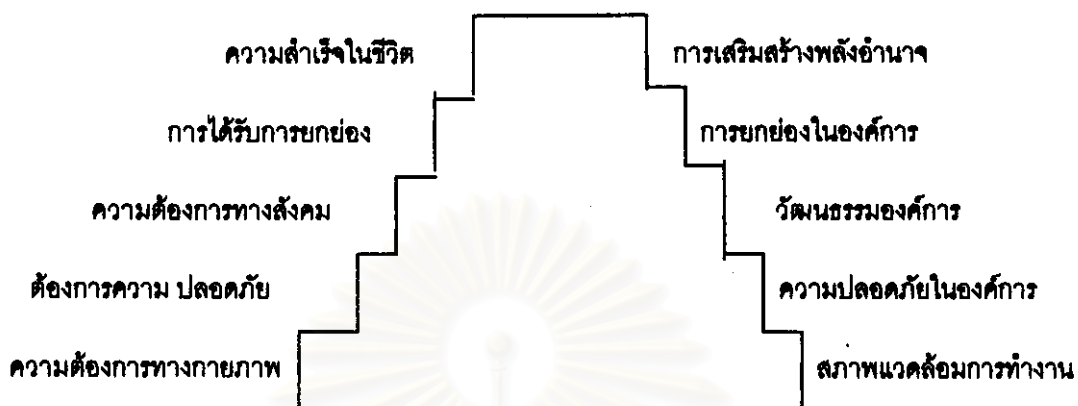 ความสำเร็จในชีวิต การเสริมสร้างพลังอำนาจ
การได้รับการยกย่อง การยกย่องในองค์การ
ความต้องการทางสังคม วัฒนธรรมองค์การ
ต้องการความ ปลอดภัย ความปลอดภัยในองค์การ
ความต้องการทางกายภาพ สภาพแวดล้อมการทำงาน